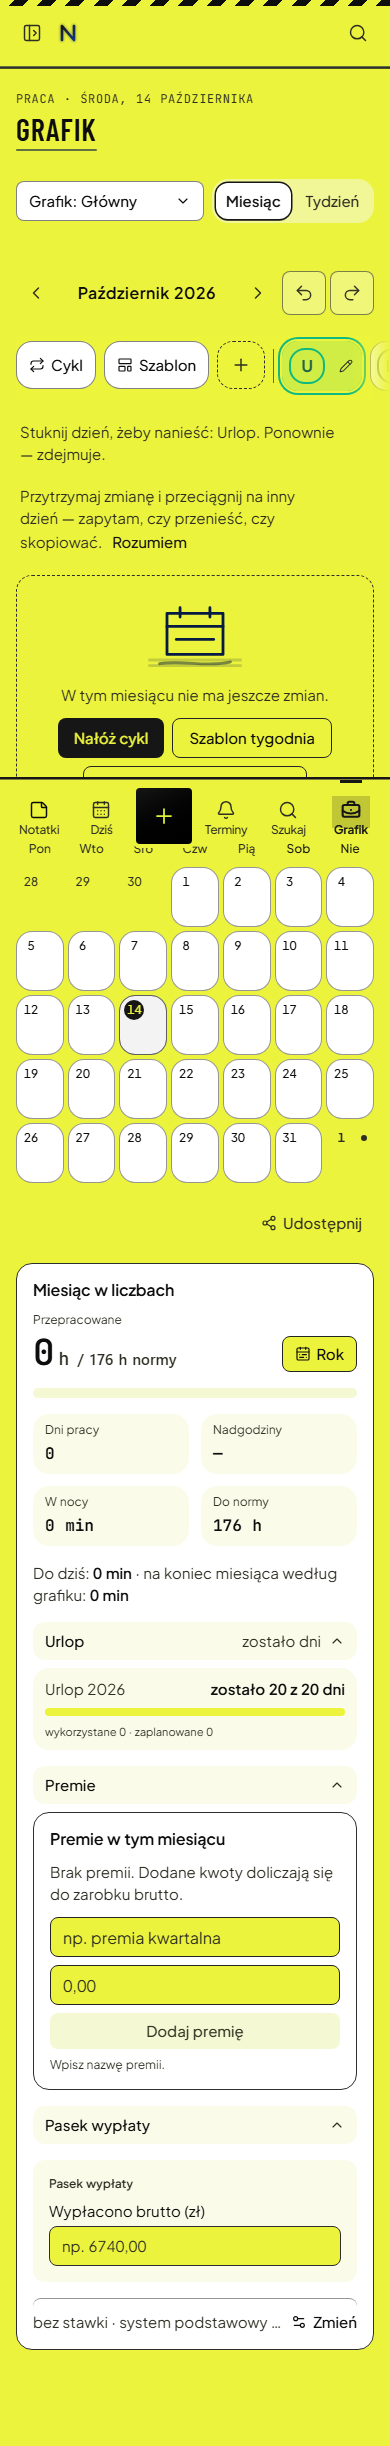 N
PRACA · ŚRODA, 14 PAŹDZIERNIKA
GRAFIK
Grafik: Główny
Miesiąc
Tydzień
Październik 2026
Cykl
Szablon
U
Stuknij dzień, żeby nanieść: Urlop. Ponownie
— zdejmuje.
Przytrzymaj zmianę i przeciągnij na inny
dzień — zapytam, czy przenieść, czy
skopiować. Rozumiem
W tym miesiącu nie ma jeszcze zmian.
Nałóż cykl
Szablon tygodnia
Notatki
Dziś
Terminy
Szukaj
Grafik
Pon Wto Śro Czw Pią Sob Nie
28 29 30 1 2 3 4
5 6 7 8 9 10 11
12 13 14 15 16 17 18
19 20 21 22 23 24 25
26 27 28 29 30 31 1
Udostępnij
Miesiąc w liczbach
Przepracowane
0 h / 176 h normy
Rok
Dni pracy
0
Nadgodziny
—
W nocy
0 min
Do normy
176 h
Do dziś: 0 min · na koniec miesiąca według
grafiku: 0 min
Urlop
zostało dni
Urlop 2026
zostało 20 z 20 dni
wykorzystane 0 · zaplanowane 0
Premie
Premie w tym miesiącu
Brak premii. Dodane kwoty doliczają się
do zarobku brutto.
np. premia kwartalna
0,00
Dodaj premię
Wpisz nazwę premii.
Pasek wypłaty
Pasek wypłaty
Wypłacono brutto (zł)
np. 6740,00
bez stawki · system podstawowy …
Zmień